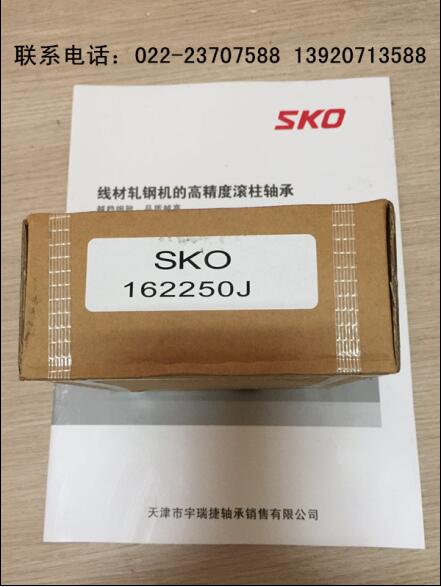 联系电话：022-23707588 13920713588
SKO
线材轧钢机的高精度滚柱轴承
SKO
162250J
天津市宇瑞捷轴承销售有限公司